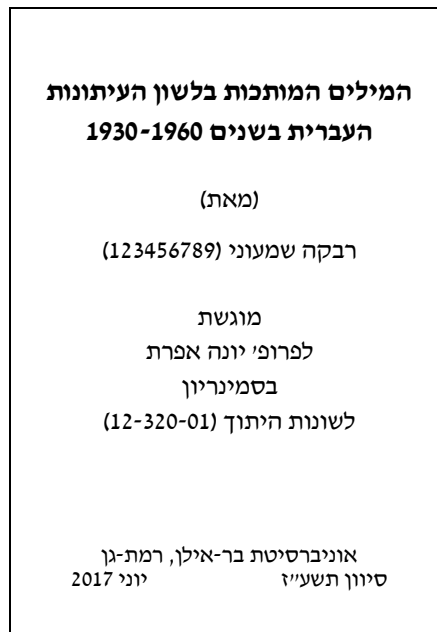 המילים המותכות בלשון העיתונות
העברית בשנים 1930-1960
(מאת)
רבקה שמעוני (123456789)
מוגשת
לפרופ׳ יונה אפרת
בסמינריון
לשונות היתוך (12-320-01)
אוניברסיטת בר-אילן, רמת-גן
סיוון תשע״ז יוני 2017